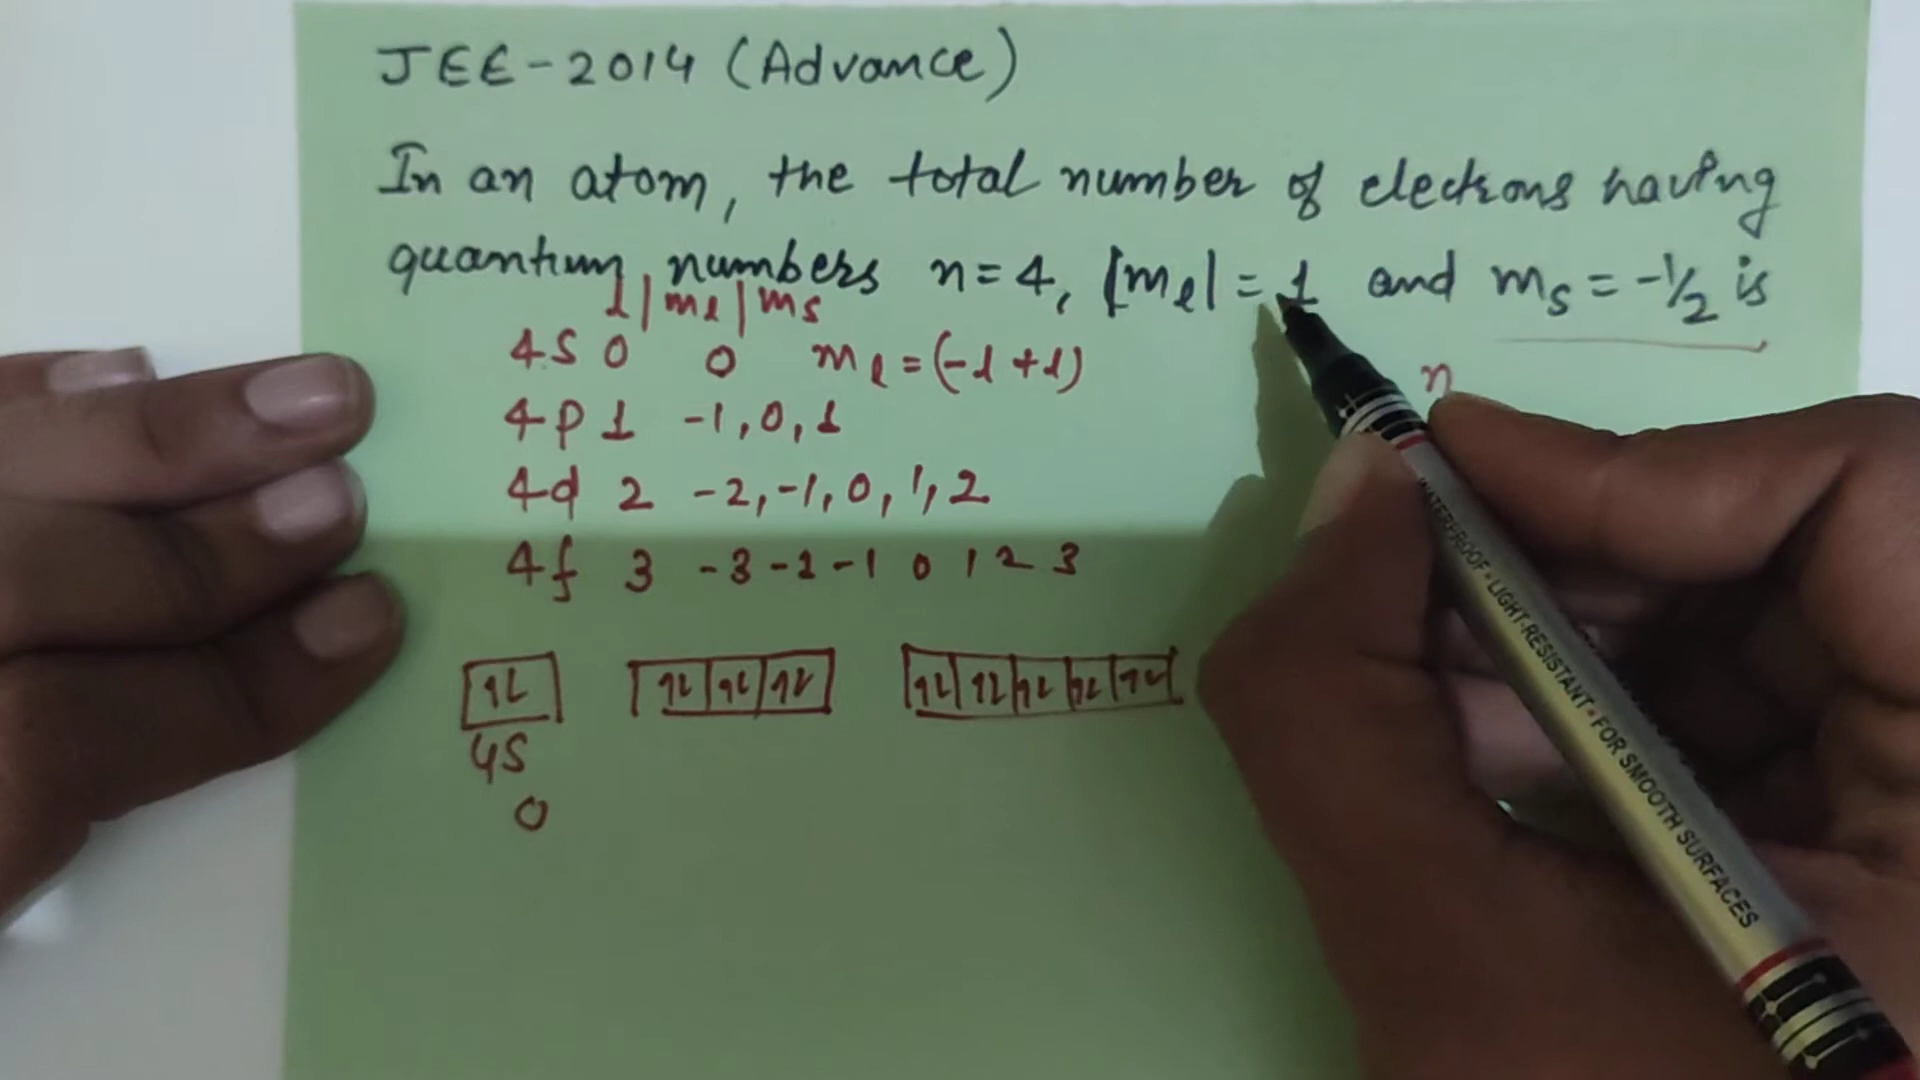 JEE-2014 (Advance)
In an atom, the total number of electrons having
quantum numbers n=4, |ml| = 1 and ms = -1/2 is
l | ml | ms
4s 0 0 ml = (-l +l)
n
4p 1 -1, 0, 1
4d 2 -2, -1, 0, 1, 2
4f 3 -3 -2 -1 0 1 2 3
4s
0
WATERPROOF · LIGHT-RESISTANT · FOR SMOOTH SURFACES